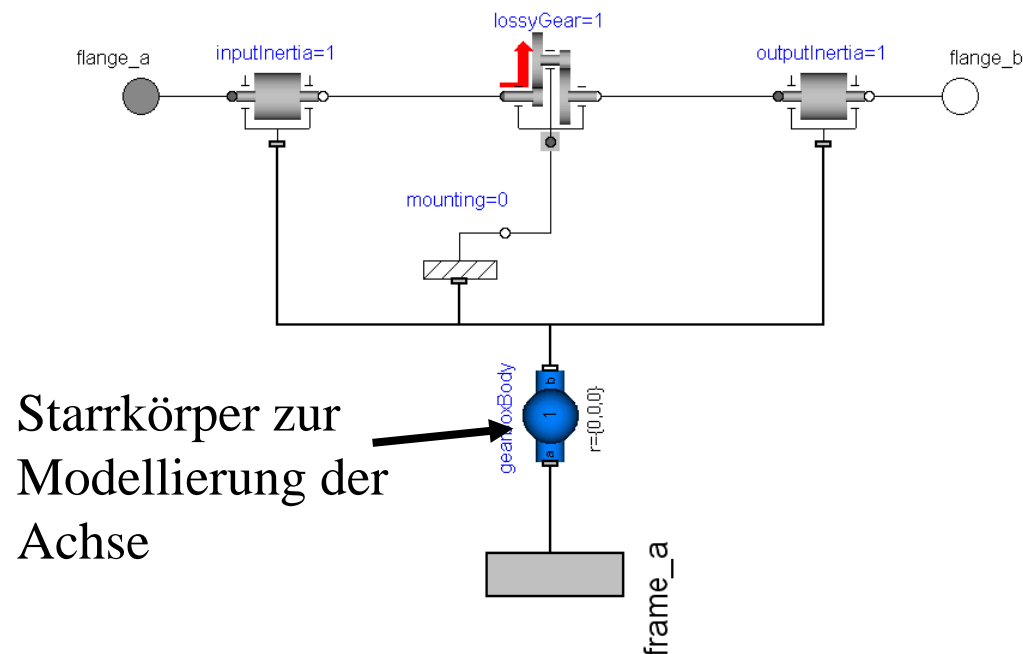 lossyGear=1
flange_a
inputInertia=1
outputInertia=1
flange_b
mounting=0
gearboxBody
b
1
a
r={0,0,0}
Starrkörper zur
Modellierung der
Achse
frame_a